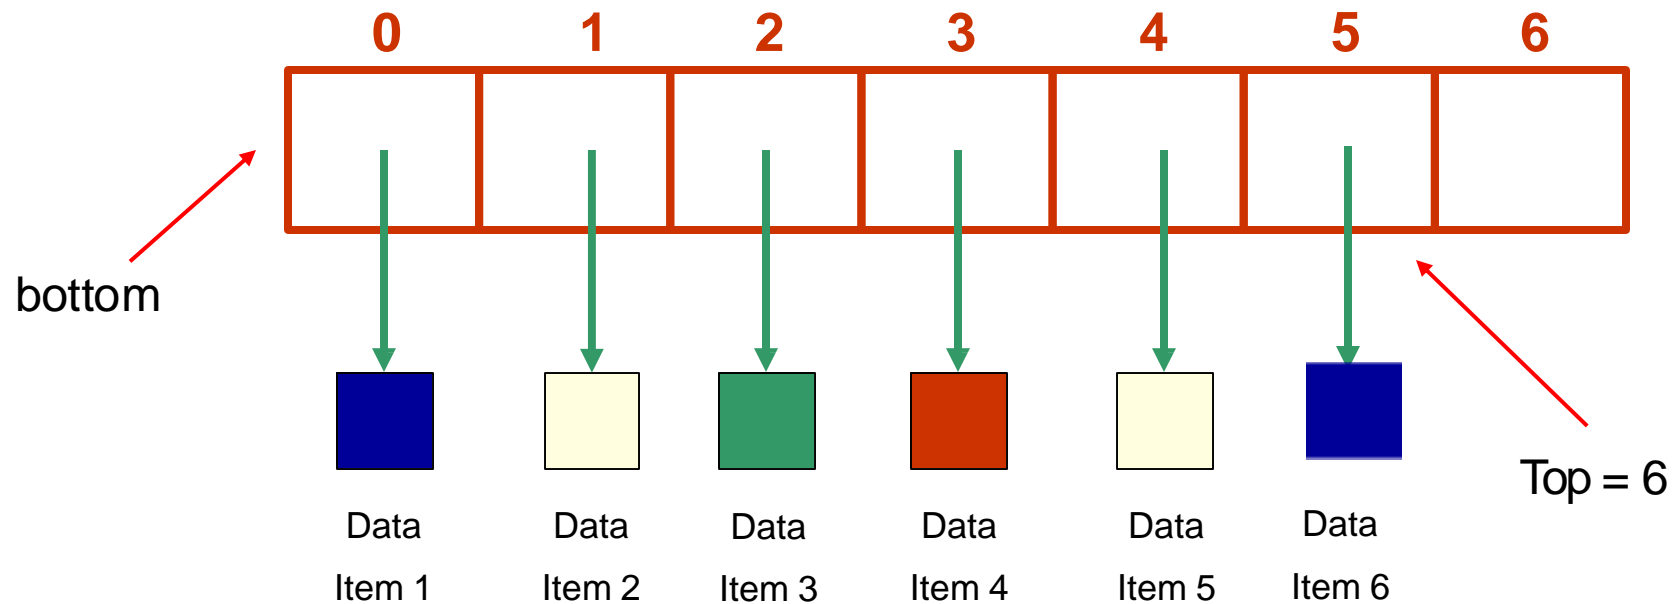 0 1 2 3 4 5 6
bottom
Top = 6
Data Data Data Data Data Data
Item 1 Item 2 Item 3 Item 4 Item 5 Item 6